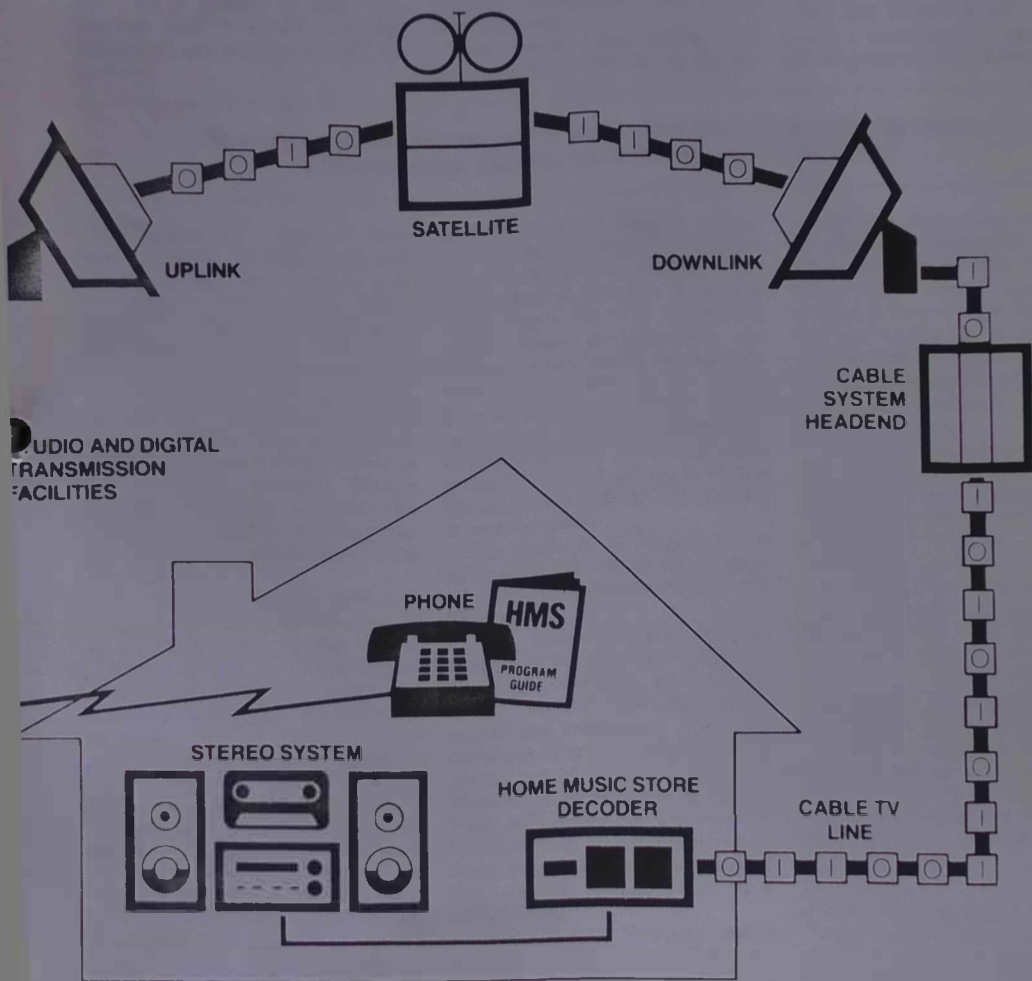 SATELLITE
UPLINK
DOWNLINK
CABLE
SYSTEM
HEADEND
UDIO AND DIGITAL
TRANSMISSION
FACILITIES
PHONE
HMS
PROGRAM
GUIDE
STEREO SYSTEM
HOME MUSIC STORE
DECODER
CABLE TV
LINE
O O I O
I I O O
I
O
I
O
I
O
I
O
I
O I I O O I